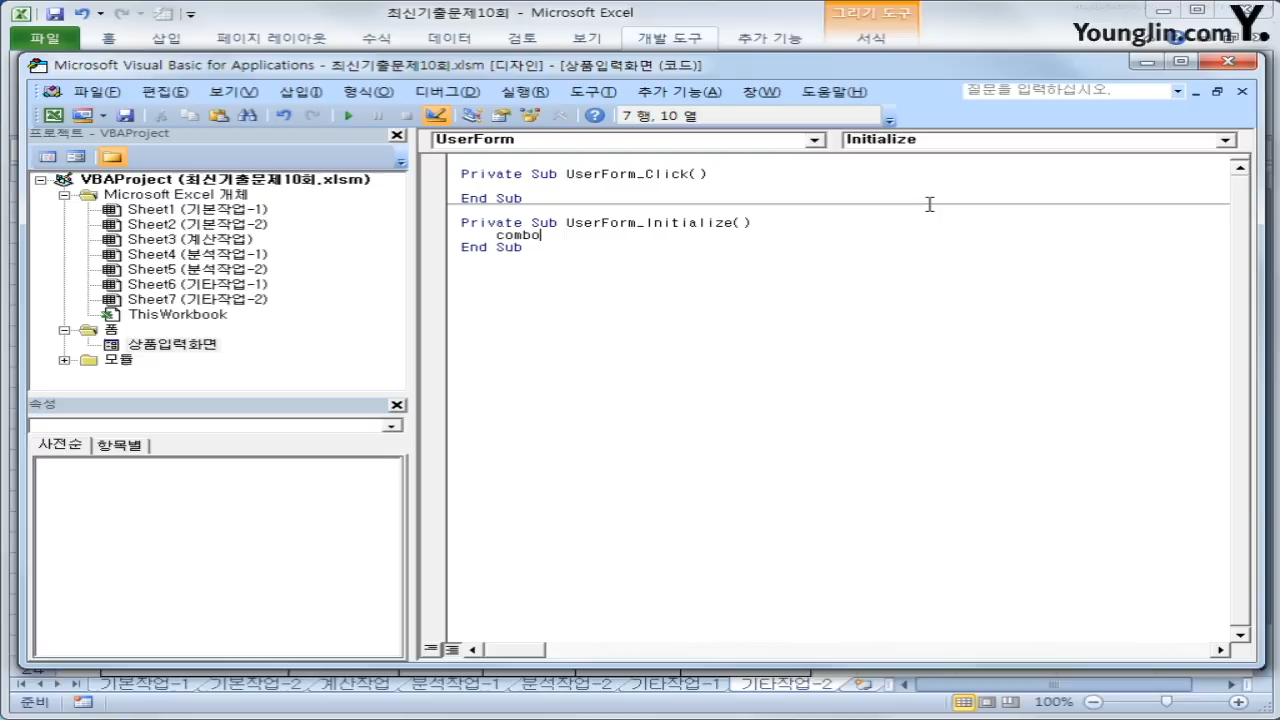 최신기출문제10회 - Microsoft Excel
그리기 도구
Youngjin.com Y.
파일 홈 삽입 페이지 레이아웃 수식 데이터 검토 보기 개발 도구 추가 기능 서식
Microsoft Visual Basic for Applications - 최신기출문제10회.xlsm [디자인] - [상품입력화면 (코드)]
파일(F) 편집(E) 보기(V) 삽입(I) 형식(O) 디버그(D) 실행(R) 도구(T) 추가 기능(A) 창(W) 도움말(H) 질문을 입력하십시오.
7 행, 10 열
프로젝트 - VBAProject
UserForm Initialize
VBAProject (최신기출문제10회.xlsm)
Microsoft Excel 개체
Sheet1 (기본작업-1)
Sheet2 (기본작업-2)
Sheet3 (계산작업)
Sheet4 (분석작업-1)
Sheet5 (분석작업-2)
Sheet6 (기타작업-1)
Sheet7 (기타작업-2)
ThisWorkbook
폼
상품입력화면
모듈
속성
사전순 항목별
Private Sub UserForm_Click()
End Sub
Private Sub UserForm_Initialize()
combo
End Sub
기본작업-1 기본작업-2 계산작업 분석작업-1 분석작업-2 기타작업-1 기타작업-2
준비 100%